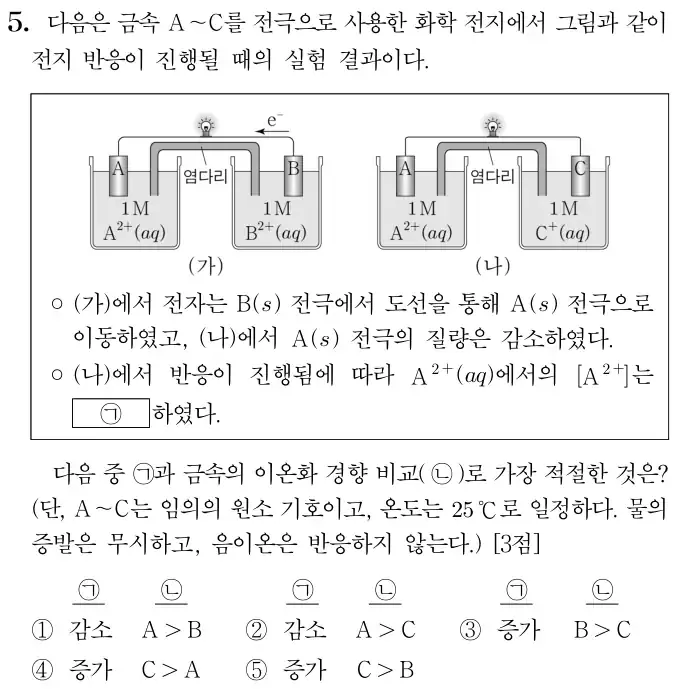 5. 다음은 금속 A~C를 전극으로 사용한 화학 전지에서 그림과 같이
전지 반응이 진행될 때의 실험 결과이다.
e⁻
A 염다리 B A 염다리 C
1M 1M 1M 1M
A²⁺(aq) B²⁺(aq) A²⁺(aq) C⁺(aq)
(가) (나)
○ (가)에서 전자는 B(s) 전극에서 도선을 통해 A(s) 전극으로
이동하였고, (나)에서 A(s) 전극의 질량은 감소하였다.
○ (나)에서 반응이 진행됨에 따라 A²⁺(aq)에서의 [A²⁺]는
㉠ 하였다.
다음 중 ㉠과 금속의 이온화 경향 비교(㉡)로 가장 적절한 것은?
(단, A~C는 임의의 원소 기호이고, 온도는 25℃로 일정하다. 물의
증발은 무시하고, 음이온은 반응하지 않는다.) [3점]
㉠ ㉡ ㉠ ㉡ ㉠ ㉡
① 감소 A > B ② 감소 A > C ③ 증가 B > C
④ 증가 C > A ⑤ 증가 C > B